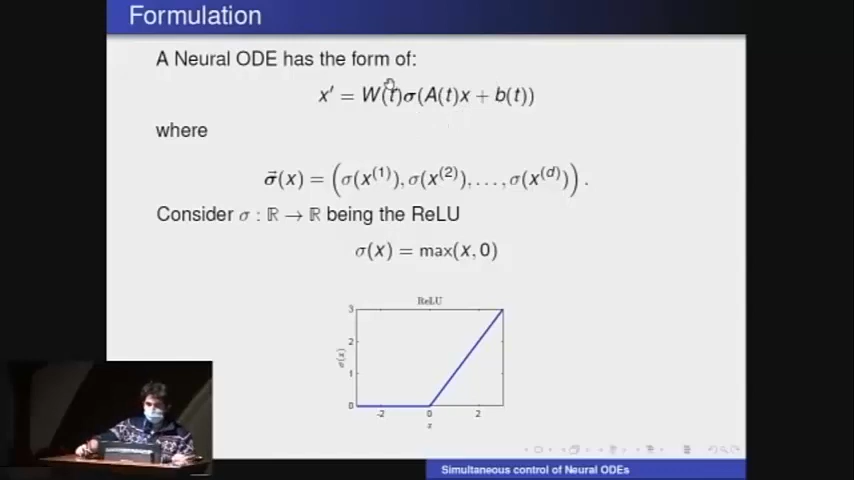 Formulation
A Neural ODE has the form of:
x′ = W(t)σ(A(t)x + b(t))
where
σ⃗(x) = (σ(x⁽¹⁾), σ(x⁽²⁾), . . . , σ(x⁽ᵈ⁾)) .
Consider σ : ℝ → ℝ being the ReLU
σ(x) = max(x, 0)
ReLU
3
2
1
0
σ(x)
-2 0 2
x
Simultaneous control of Neural ODEs